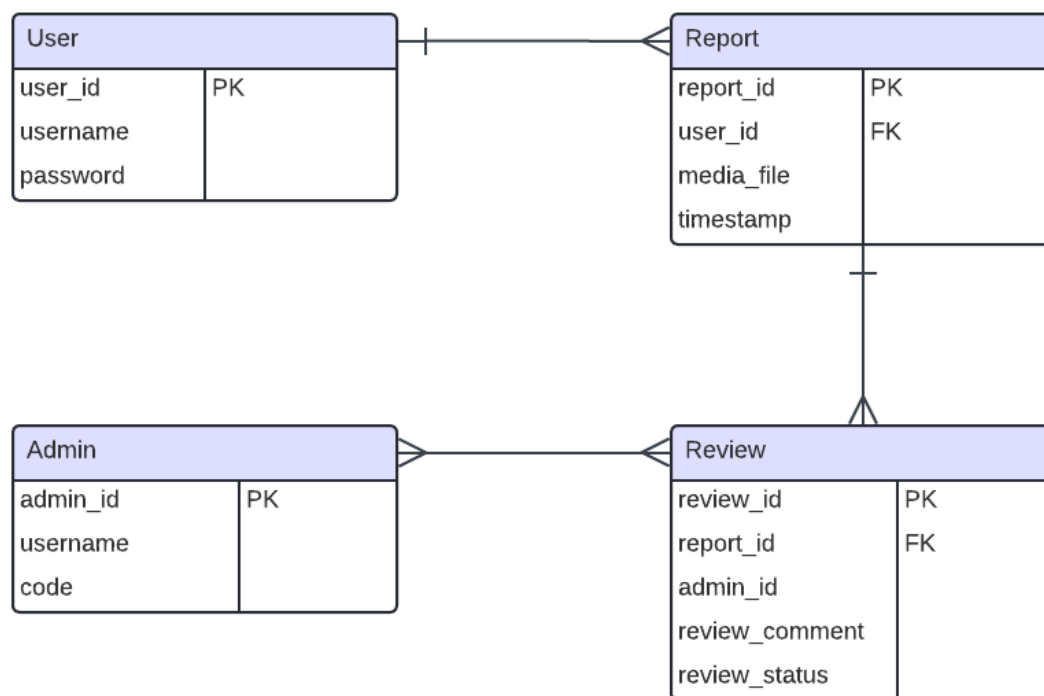 User
user_id PK
username
password
Report
report_id PK
user_id FK
media_file
timestamp
Admin
admin_id PK
username
code
Review
review_id PK
report_id FK
admin_id
review_comment
review_status